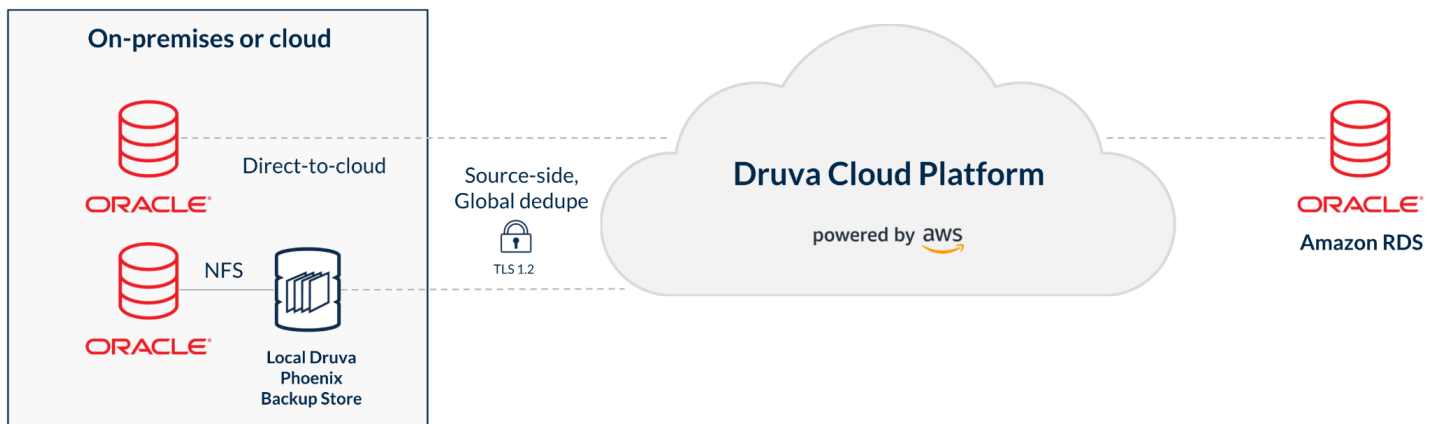 On-premises or cloud
ORACLE®
Direct-to-cloud
ORACLE®
NFS
Local Druva
Phoenix
Backup Store
Source-side,
Global dedupe
TLS 1.2
Druva Cloud Platform
powered by aws
ORACLE®
Amazon RDS